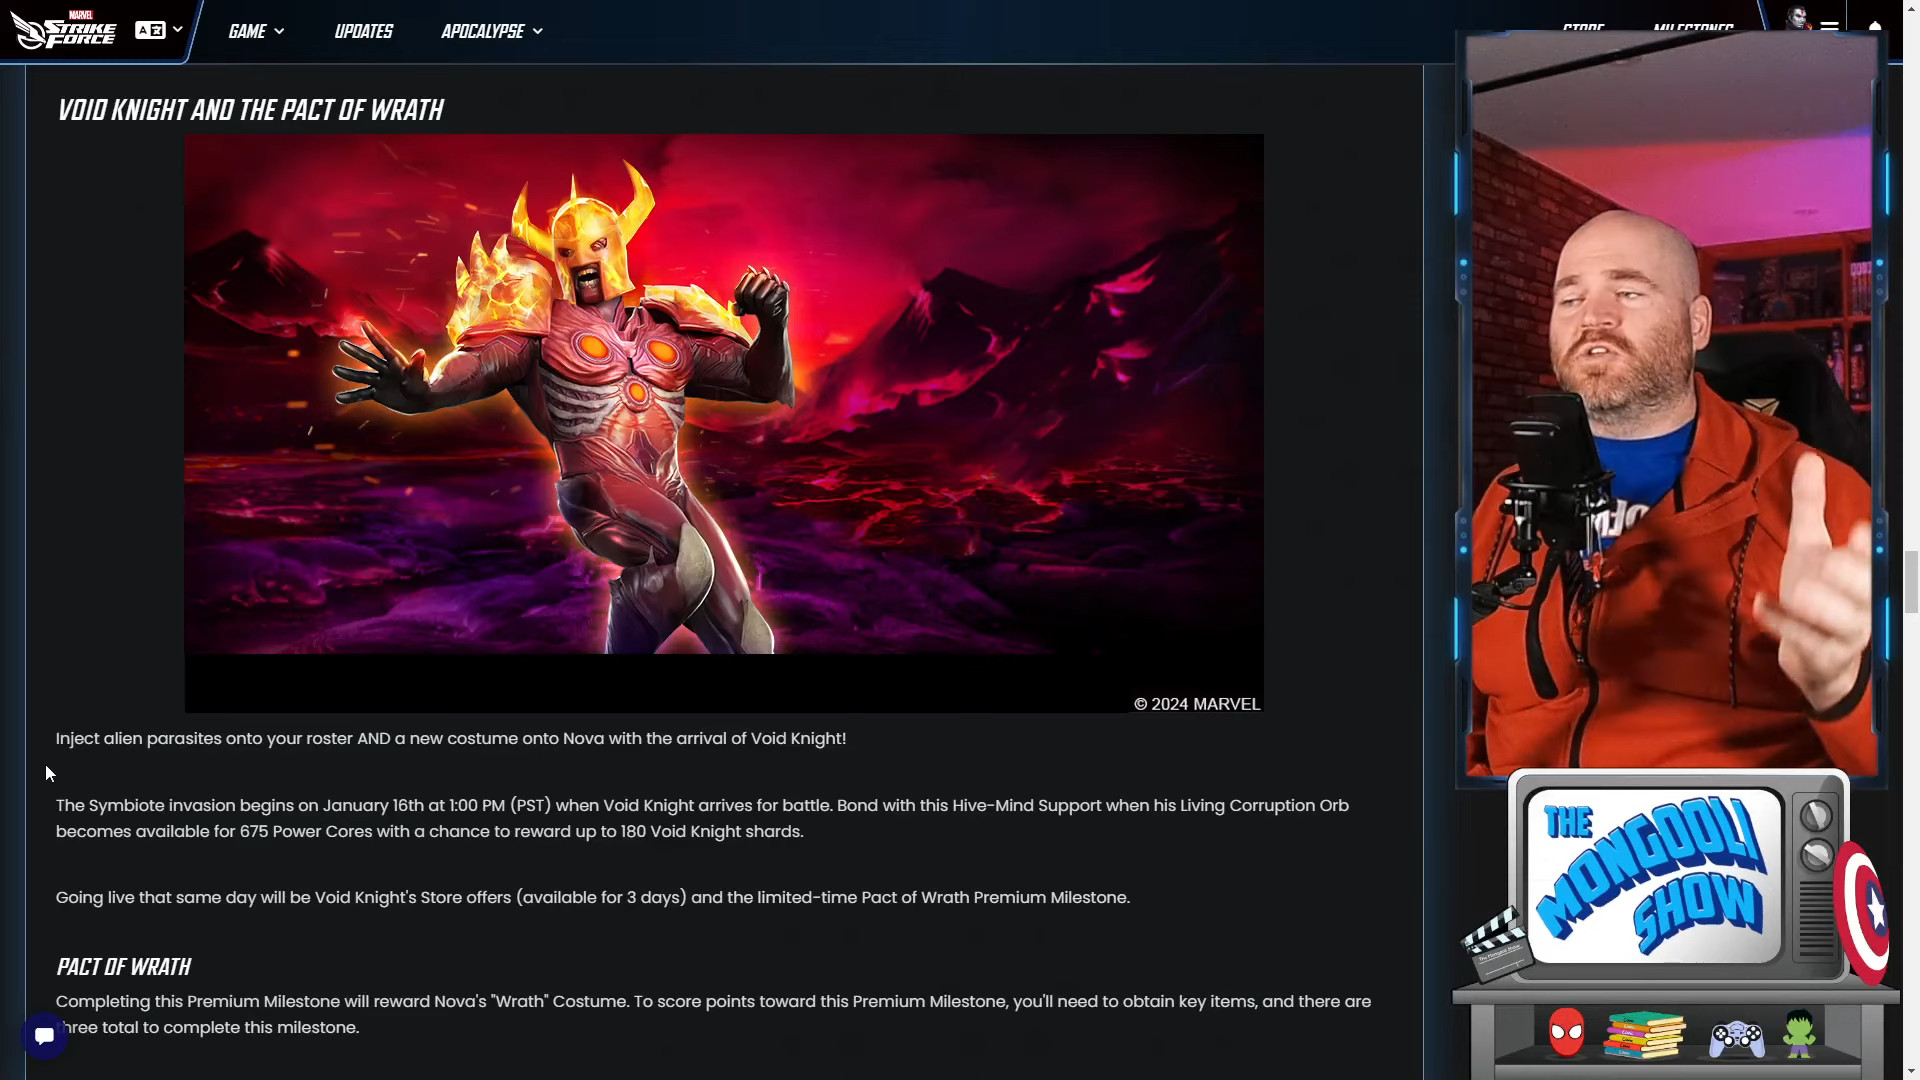 MARVEL
STRIKE
FORCE
GAME
UPDATES
APOCALYPSE
STORE
MILESTONES
VOID KNIGHT AND THE PACT OF WRATH
© 2024 MARVEL
Inject alien parasites onto your roster AND a new costume onto Nova with the arrival of Void Knight!
The Symbiote invasion begins on January 16th at 1:00 PM (PST) when Void Knight arrives for battle. Bond with this Hive-Mind Support when his Living Corruption Orb
becomes available for 675 Power Cores with a chance to reward up to 180 Void Knight shards.
Going live that same day will be Void Knight's Store offers (available for 3 days) and the limited-time Pact of Wrath Premium Milestone.
PACT OF WRATH
Completing this Premium Milestone will reward Nova's "Wrath" Costume. To score points toward this Premium Milestone, you'll need to obtain key items, and there are
three total to complete this milestone.
THE
MONGOOLI
SHOW